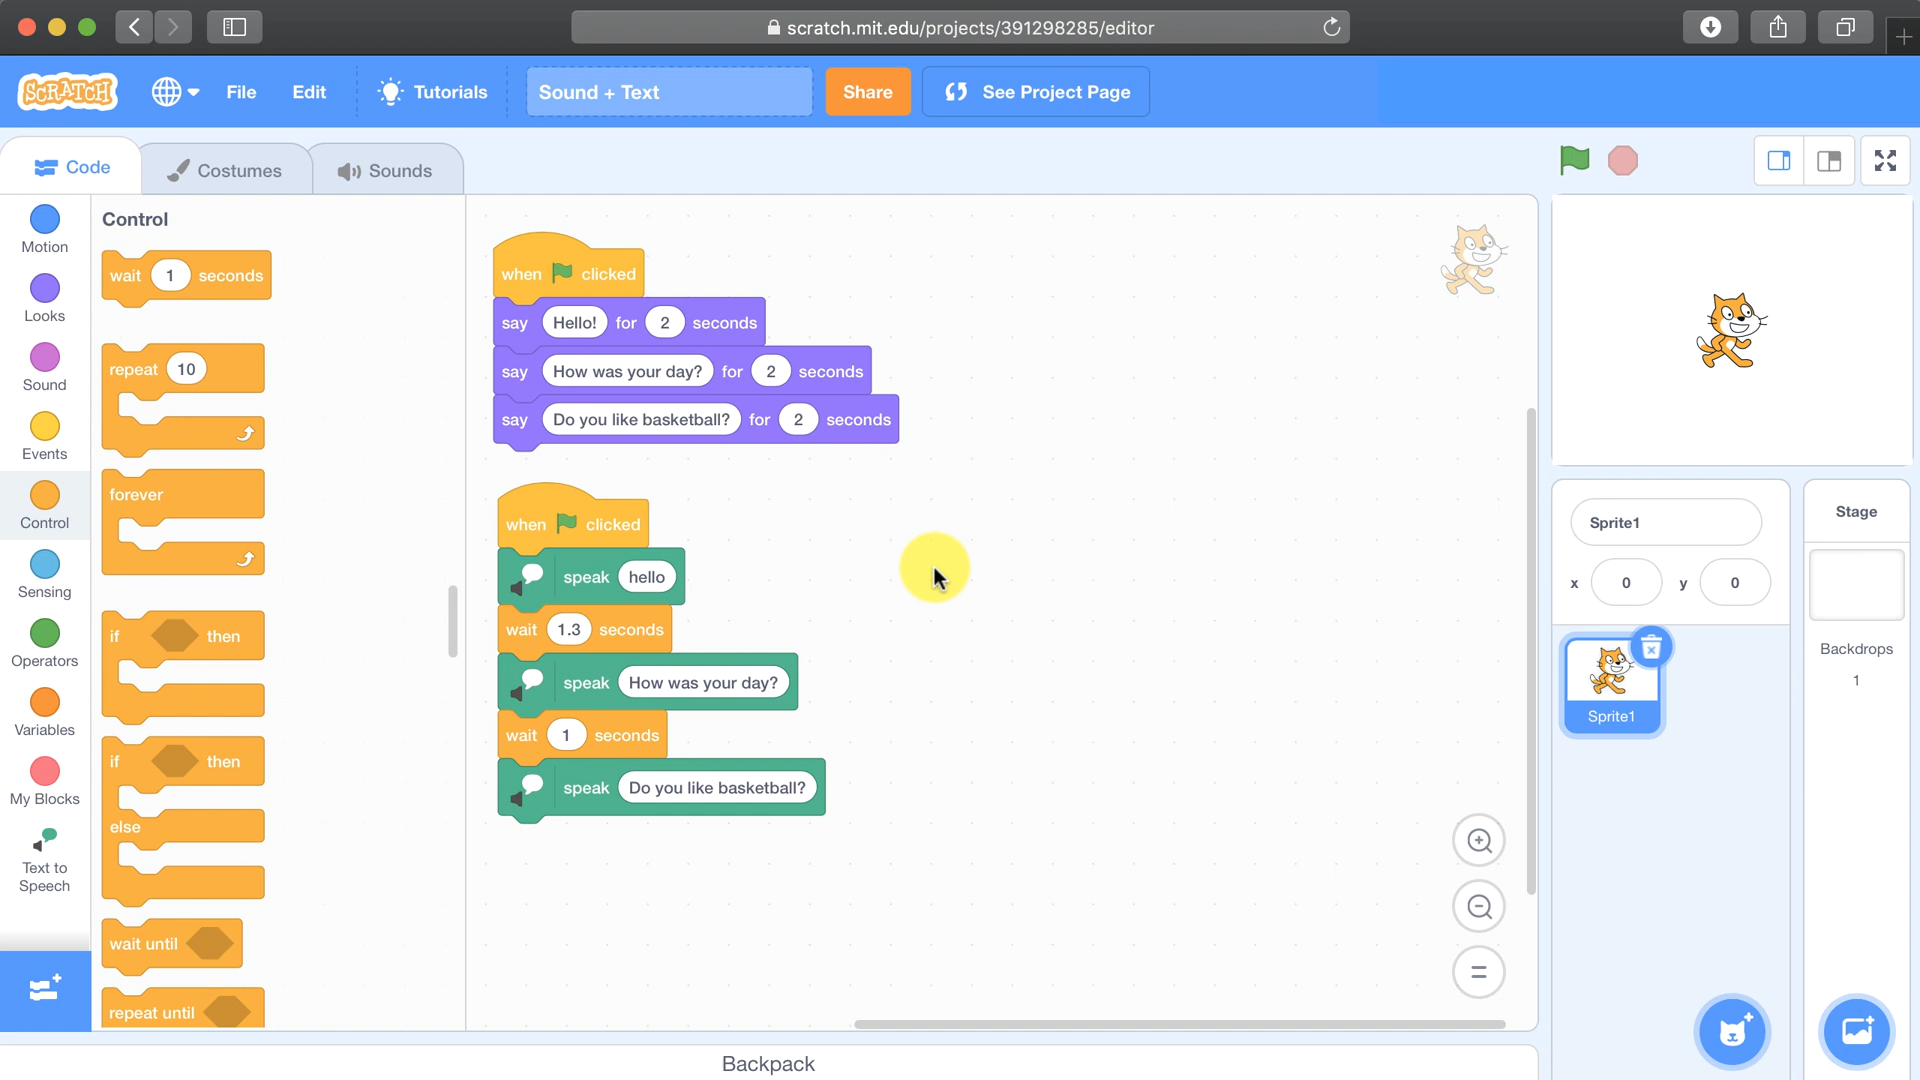 scratch.mit.edu/projects/391298285/editor
SCRATCH
File
Edit
Tutorials
Sound + Text
Share
See Project Page
Code
Costumes
Sounds
Motion
Looks
Sound
Events
Control
Sensing
Operators
Variables
My Blocks
Text to
Speech
Control
wait 1 seconds
repeat 10
forever
if then
if then
else
wait until
repeat until
when clicked
say Hello! for 2 seconds
say How was your day? for 2 seconds
say Do you like basketball? for 2 seconds
when clicked
speak hello
wait 1.3 seconds
speak How was your day?
wait 1 seconds
speak Do you like basketball?
Backpack
Sprite1
x 0 y 0
Sprite1
Stage
Backdrops
1